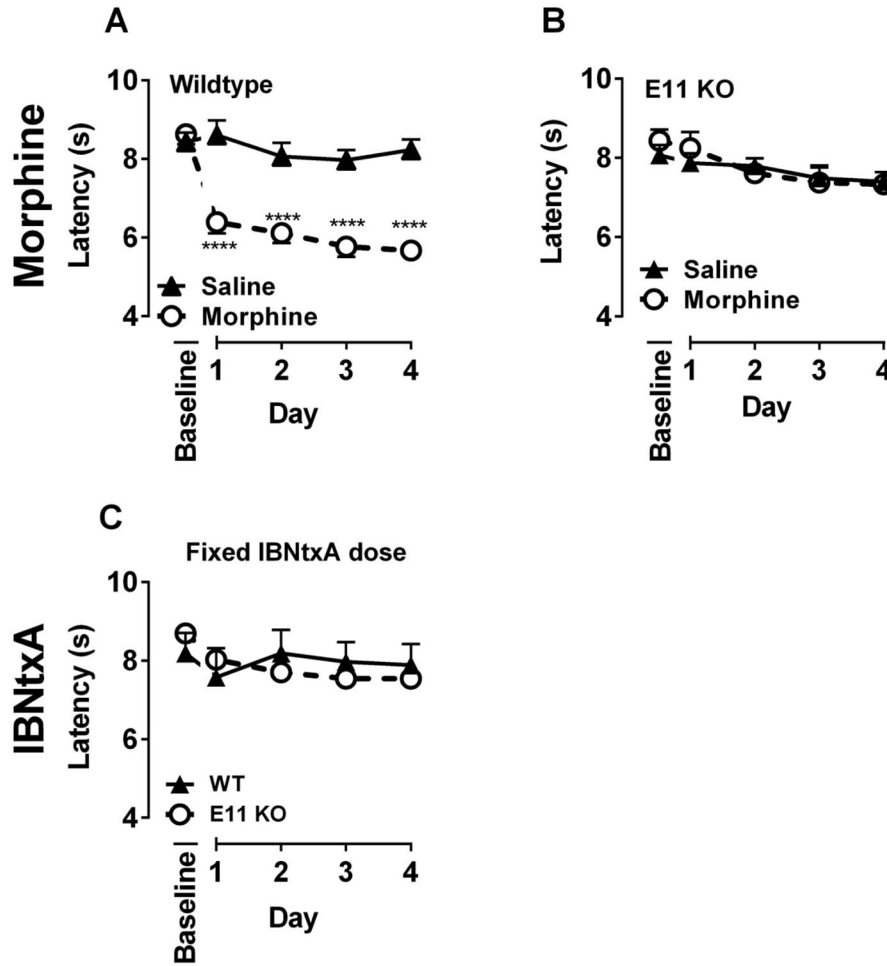 A
Morphine
Wildtype
Latency (s)
10
8
6
4
****
****
****
****
Saline
Morphine
Baseline
1
2
3
4
Day
B
E11 KO
Latency (s)
10
8
6
4
Saline
Morphine
Baseline
1
2
3
4
Day
C
IBNtxA
Fixed IBNtxA dose
Latency (s)
10
8
6
4
WT
E11 KO
Baseline
1
2
3
4
Day